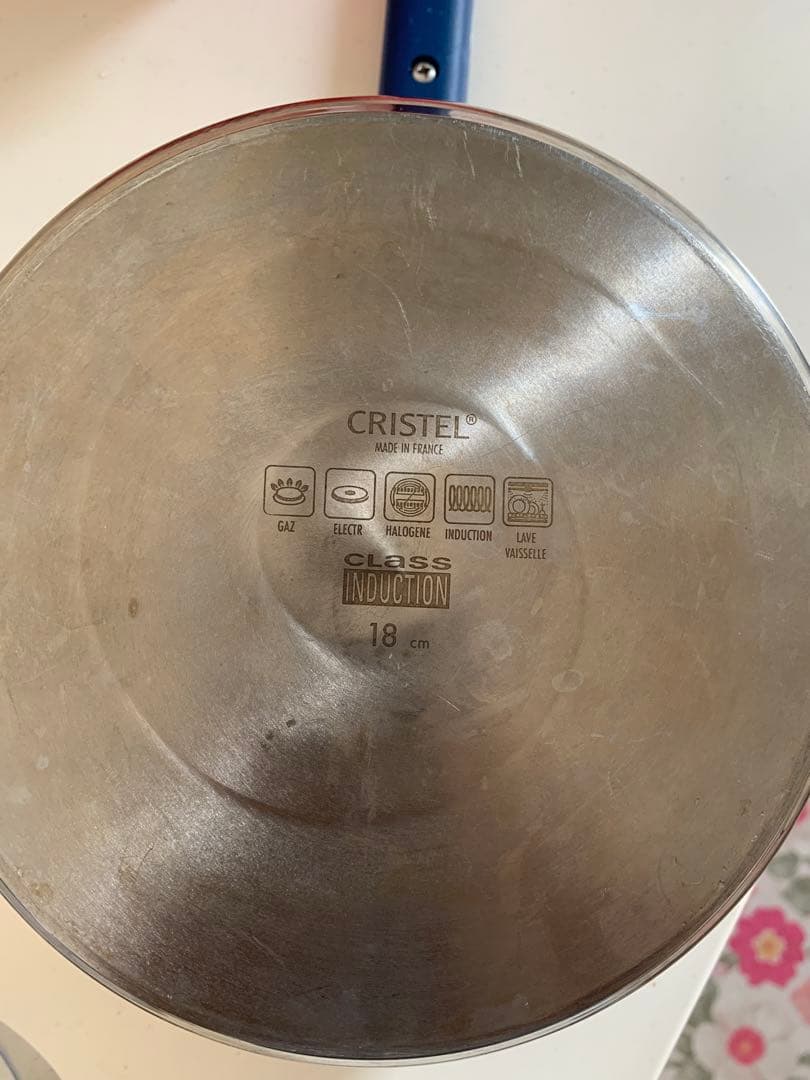 CRISTEL®
MADE IN FRANCE
GAZ ELECTR HALOGENE INDUCTION LAVE VAISSELLE
CLASS
INDUCTION
18 cm